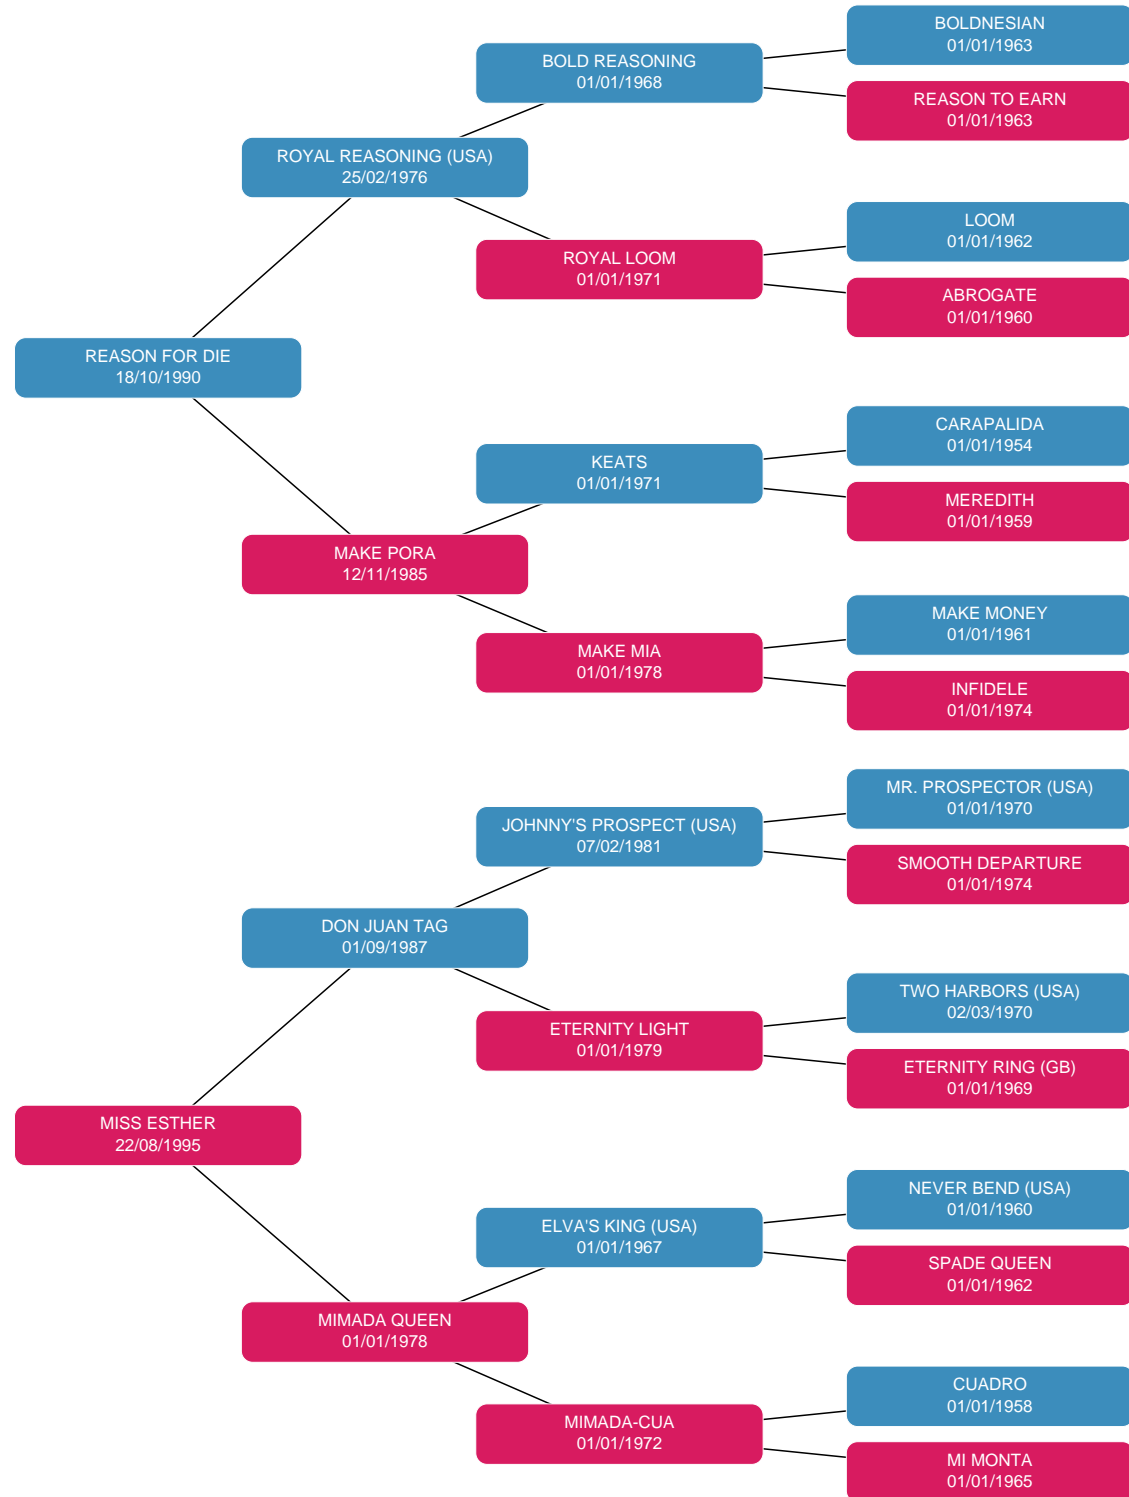 BOLDNESIAN
01/01/1963
BOLD REASONING
01/01/1968
REASON TO EARN
01/01/1963
ROYAL REASONING (USA)
25/02/1976
LOOM
01/01/1962
ROYAL LOOM
01/01/1971
ABROGATE
01/01/1960
REASON FOR DIE
18/10/1990
CARAPALIDA
01/01/1954
KEATS
01/01/1971
MEREDITH
01/01/1959
MAKE PORA
12/11/1985
MAKE MONEY
01/01/1961
MAKE MIA
01/01/1978
INFIDELE
01/01/1974
MR. PROSPECTOR (USA)
01/01/1970
JOHNNY'S PROSPECT (USA)
07/02/1981
SMOOTH DEPARTURE
01/01/1974
DON JUAN TAG
01/09/1987
TWO HARBORS (USA)
02/03/1970
ETERNITY LIGHT
01/01/1979
ETERNITY RING (GB)
01/01/1969
MISS ESTHER
22/08/1995
NEVER BEND (USA)
01/01/1960
ELVA'S KING (USA)
01/01/1967
SPADE QUEEN
01/01/1962
MIMADA QUEEN
01/01/1978
CUADRO
01/01/1958
MIMADA-CUA
01/01/1972
MI MONTA
01/01/1965